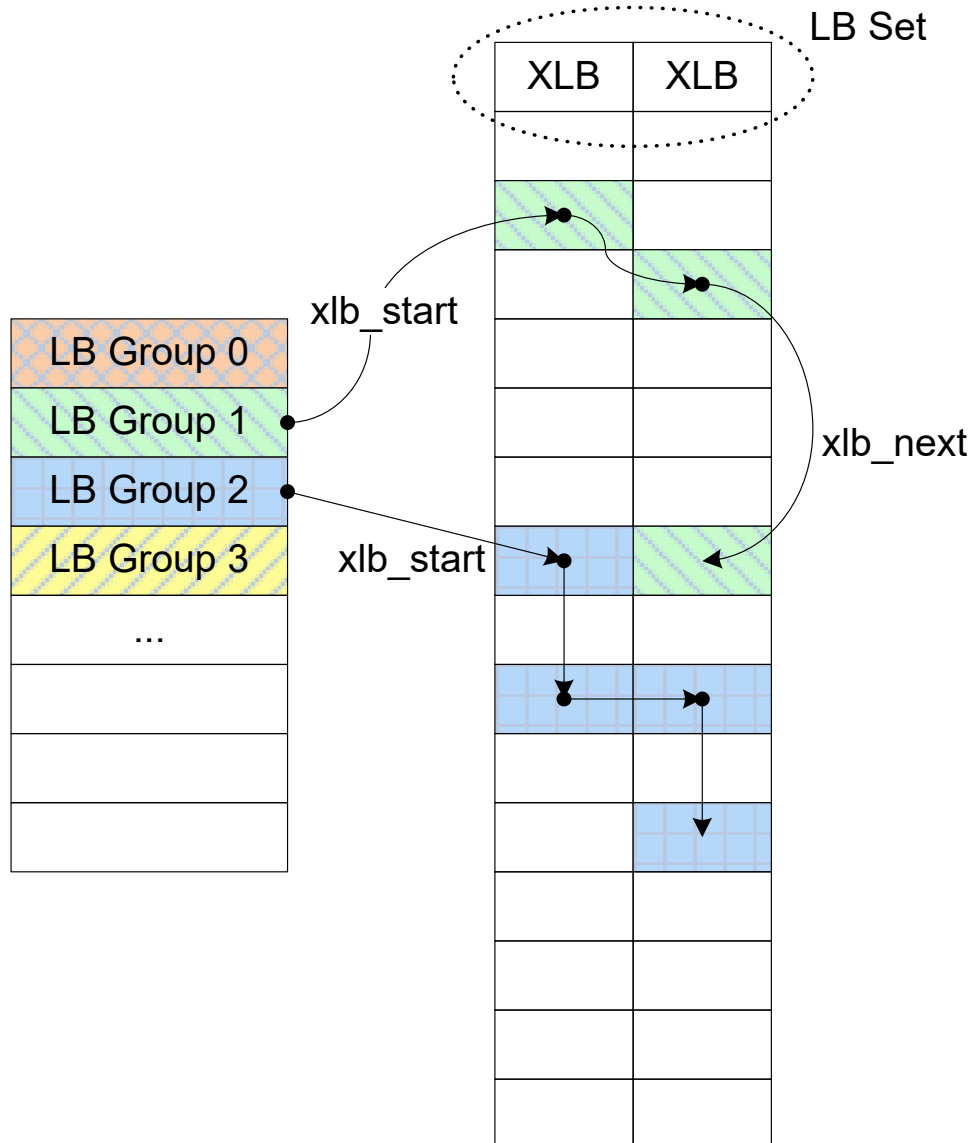 LB Set
XLB XLB
xlb_start
LB Group 0
LB Group 1
xlb_next
LB Group 2
LB Group 3
xlb_start
...